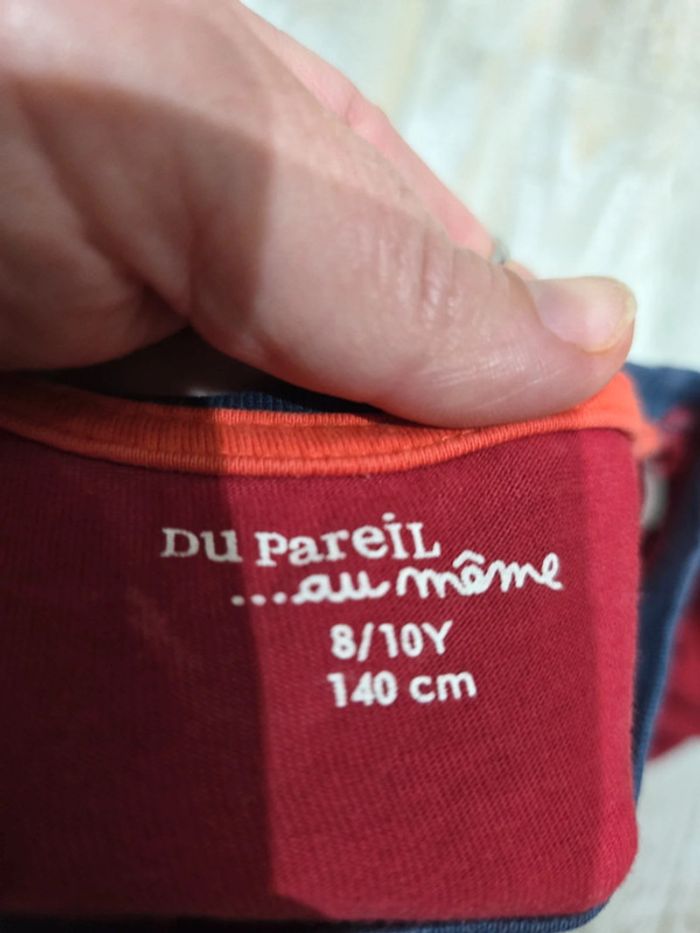 DU PAREIL
...au même
8/10Y
140 cm